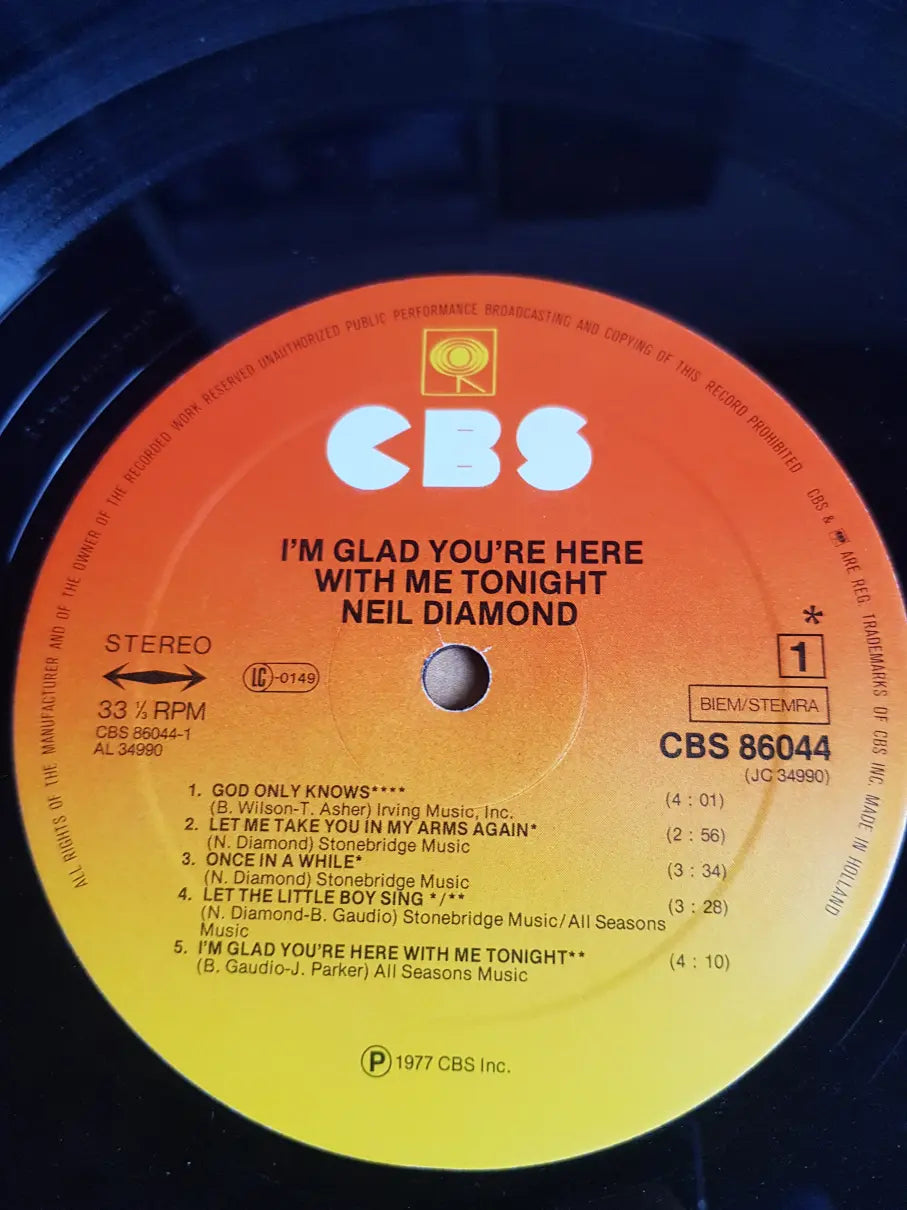 ALL RIGHTS OF THE MANUFACTURER AND OF THE OWNER OF THE RECORDED WORK RESERVED UNAUTHORIZED PUBLIC PERFORMANCE BROADCASTING AND COPYING OF THIS RECORD PROHIBITED CBS & ARE REG. TRADEMARKS OF CBS INC. MADE IN HOLLAND
CBS
I'M GLAD YOU'RE HERE
WITH ME TONIGHT
NEIL DIAMOND
STEREO
LC-0149
33 ⅓ RPM
CBS 86044-1
AL 34990
*
1
BIEM/STEMRA
CBS 86044
(JC 34990)
1. GOD ONLY KNOWS**** (4 : 01)
(B. Wilson-T. Asher) Irving Music, Inc.
2. LET ME TAKE YOU IN MY ARMS AGAIN* (2 : 56)
(N. Diamond) Stonebridge Music
3. ONCE IN A WHILE* (3 : 34)
(N. Diamond) Stonebridge Music
4. LET THE LITTLE BOY SING */** (3 : 28)
(N. Diamond-B. Gaudio) Stonebridge Music/All Seasons
Music
5. I'M GLAD YOU'RE HERE WITH ME TONIGHT** (4 : 10)
(B. Gaudio-J. Parker) All Seasons Music
Ⓟ 1977 CBS Inc.